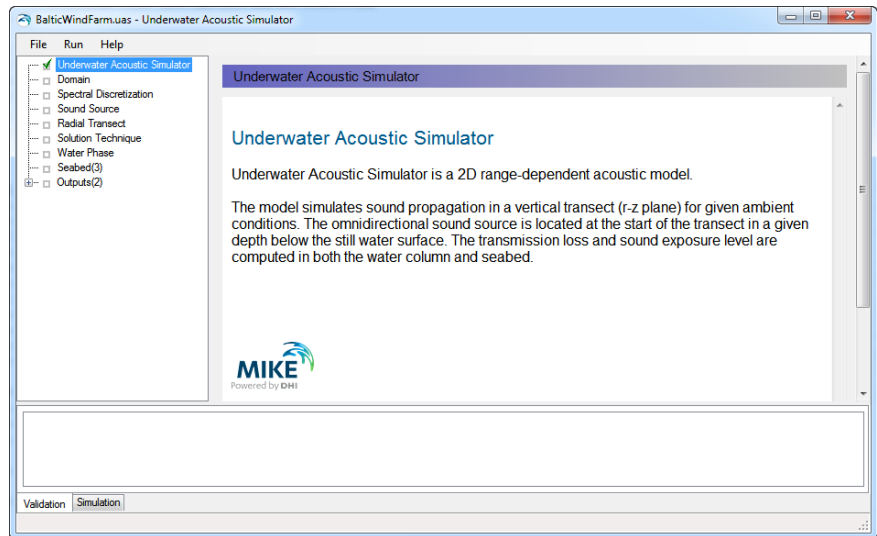 BalticWindFarm.uas - Underwater Acoustic Simulator
File Run Help
Underwater Acoustic Simulator
Domain
Spectral Discretization
Sound Source
Radial Transect
Solution Technique
Water Phase
Seabed(3)
Outputs(2)
Underwater Acoustic Simulator
Underwater Acoustic Simulator
Underwater Acoustic Simulator is a 2D range-dependent acoustic model.
The model simulates sound propagation in a vertical transect (r-z plane) for given ambient
conditions. The omnidirectional sound source is located at the start of the transect in a given
depth below the still water surface. The transmission loss and sound exposure level are
computed in both the water column and seabed.
MIKE
Powered by DHI
Validation Simulation